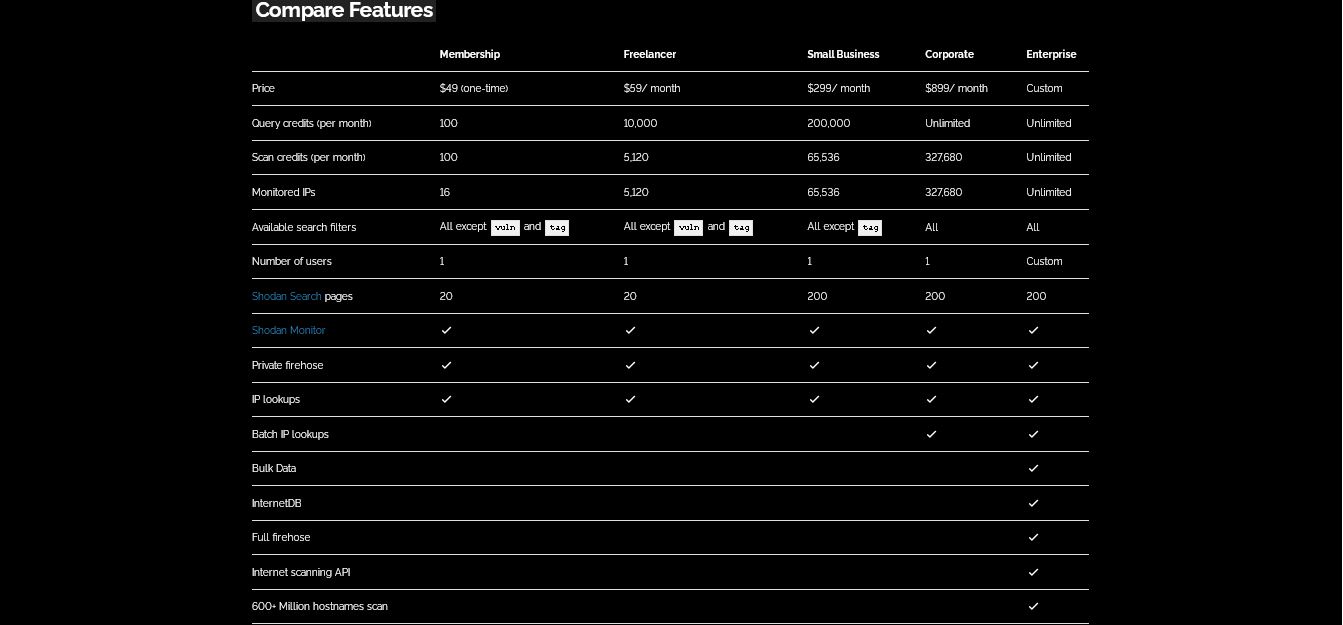 Compare Features
Membership Freelancer Small Business Corporate Enterprise
Price $49 (one-time) $59/ month $299/ month $899/ month Custom
Query credits (per month) 100 10,000 200,000 Unlimited Unlimited
Scan credits (per month) 100 5,120 65,536 327,680 Unlimited
Monitored IPs 16 5,120 65,536 327,680 Unlimited
Available search filters All except vuln and tag All except vuln and tag All except tag All All
Number of users 1 1 1 1 Custom
Shodan Search pages 20 20 200 200 200
Shodan Monitor ✓ ✓ ✓ ✓ ✓
Private firehose ✓ ✓ ✓ ✓ ✓
IP lookups ✓ ✓ ✓ ✓ ✓
Batch IP lookups ✓ ✓
Bulk Data ✓
InternetDB ✓
Full firehose ✓
Internet scanning API ✓
600+ Million hostnames scan ✓